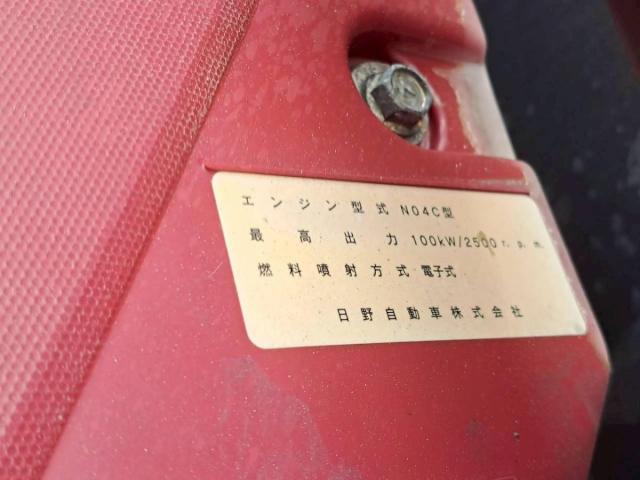 エンジン型式 N04C型
最高出力 100kW/2500 r.p.m.
燃料噴射方式 電子式
日野自動車株式会社